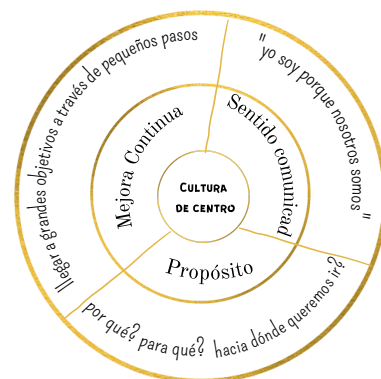 CULTURA
DE CENTRO
Mejora Continua
Sentido comunicad
Propósito
llegar a grandes objetivos a través de pequeños pasos
"yo soy porque nosotros somos"
por qué? para qué? hacia dónde queremos ir?